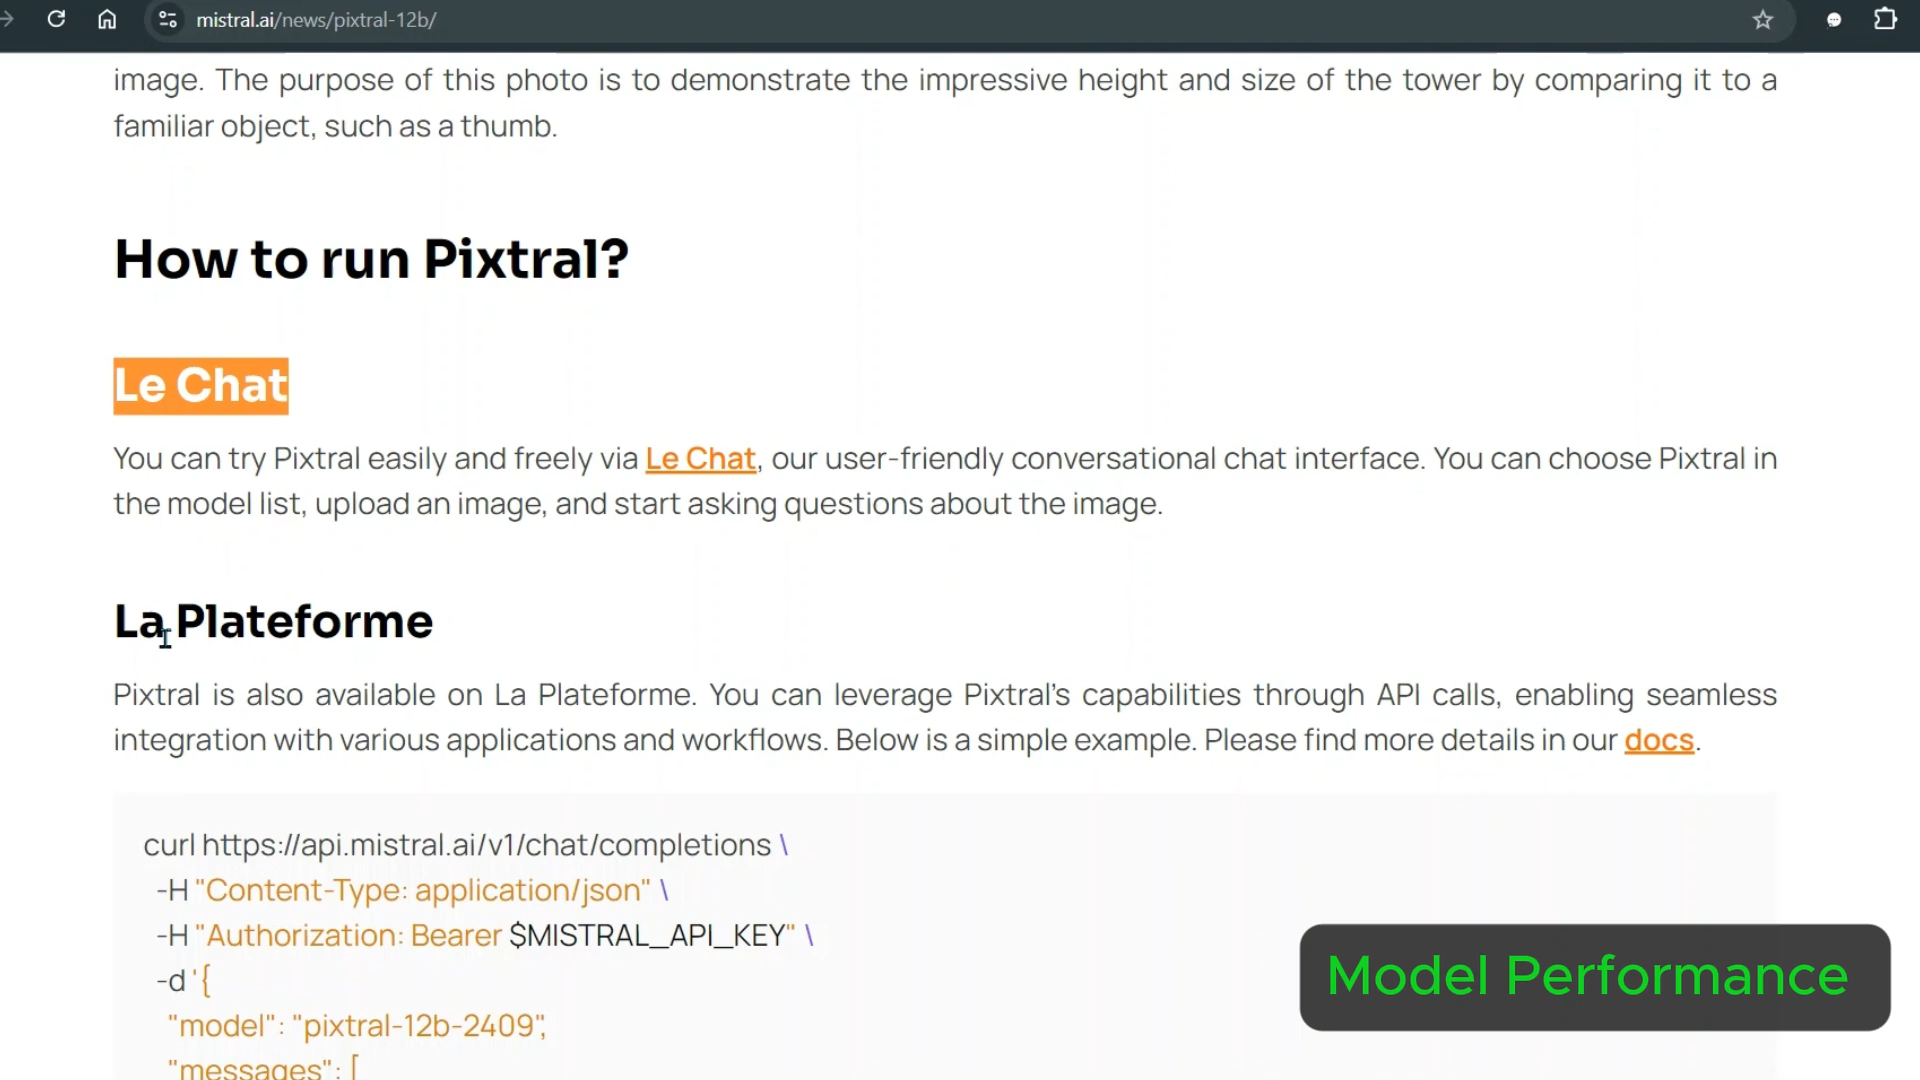 mistral.ai/news/pixtral-12b/
image. The purpose of this photo is to demonstrate the impressive height and size of the tower by comparing it to a
familiar object, such as a thumb.
How to run Pixtral?
Le Chat
You can try Pixtral easily and freely via Le Chat, our user-friendly conversational chat interface. You can choose Pixtral in
the model list, upload an image, and start asking questions about the image.
La Plateforme
Pixtral is also available on La Plateforme. You can leverage Pixtral's capabilities through API calls, enabling seamless
integration with various applications and workflows. Below is a simple example. Please find more details in our docs.
curl https://api.mistral.ai/v1/chat/completions \
-H "Content-Type: application/json" \
-H "Authorization: Bearer $MISTRAL_API_KEY" \
-d '{
"model": "pixtral-12b-2409",
"messages": [
Model Performance